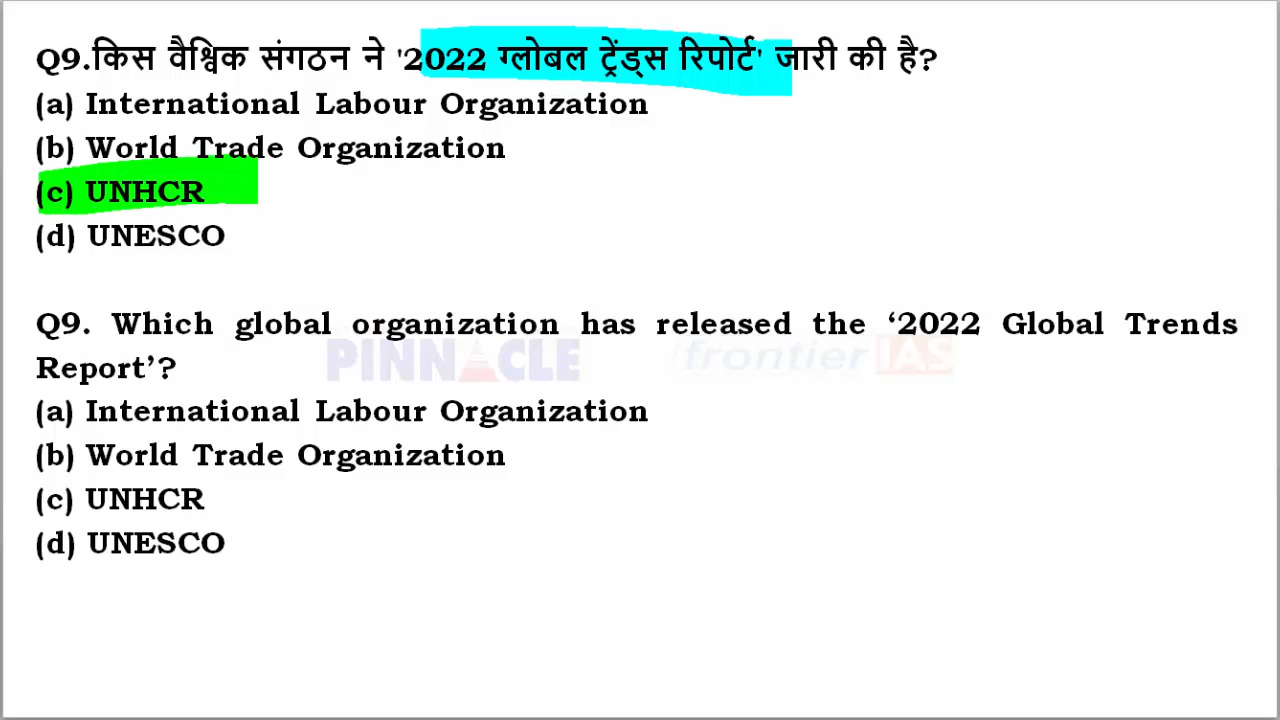 Q9.किस वैश्विक संगठन ने '2022 ग्लोबल ट्रेंड्स रिपोर्ट' जारी की है?
(a) International Labour Organization
(b) World Trade Organization
(c) UNHCR
(d) UNESCO
Q9. Which global organization has released the ‘2022 Global Trends
Report’?
PINNACLE frontier IAS
(a) International Labour Organization
(b) World Trade Organization
(c) UNHCR
(d) UNESCO